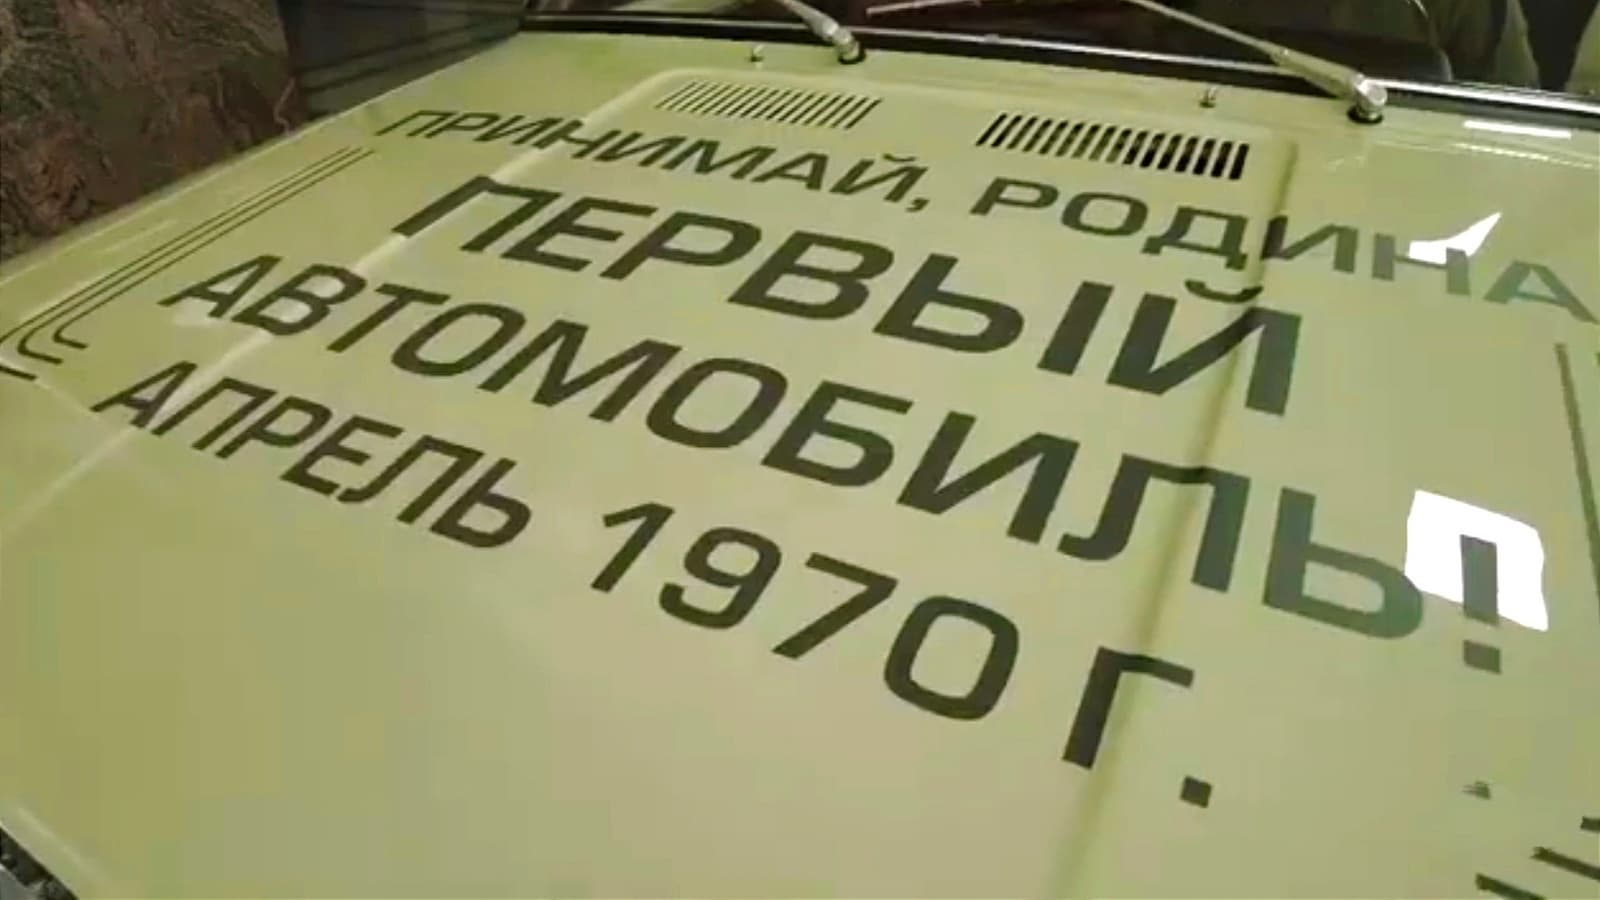 ПРИНИМАЙ, РОДИНА
ПЕРВЫЙ
АВТОМОБИЛЬ!
АПРЕЛЬ 1970 Г.